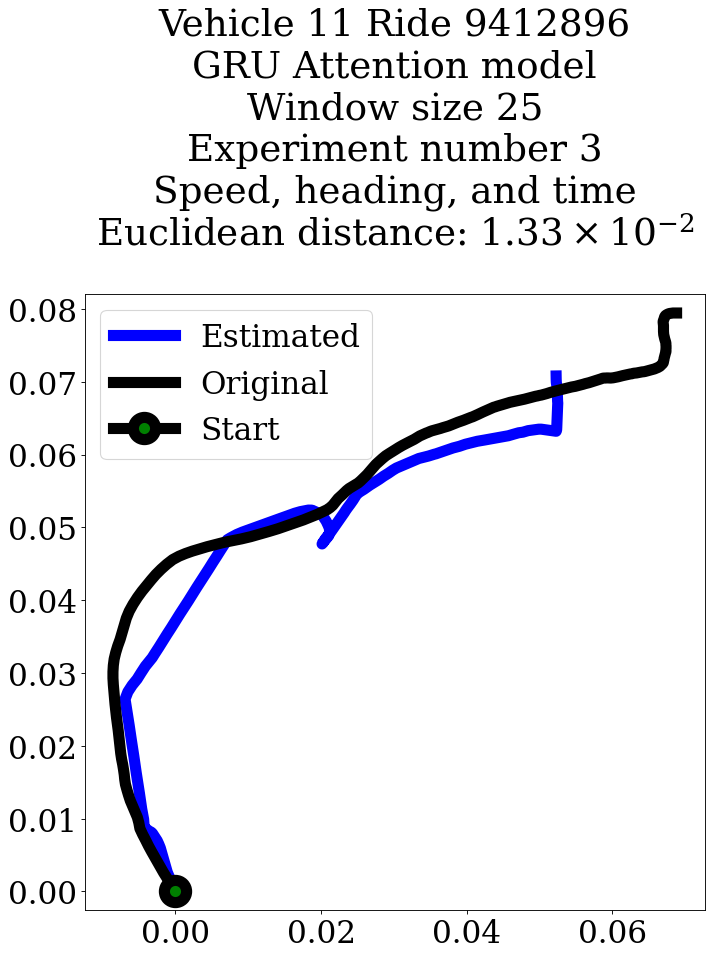 Vehicle 11 Ride 9412896
GRU Attention model
Window size 25
Experiment number 3
Speed, heading, and time
Euclidean distance: 1.33 × 10⁻²
Estimated
Original
Start
0.08
0.07
0.06
0.05
0.04
0.03
0.02
0.01
0.00
0.00 0.02 0.04 0.06